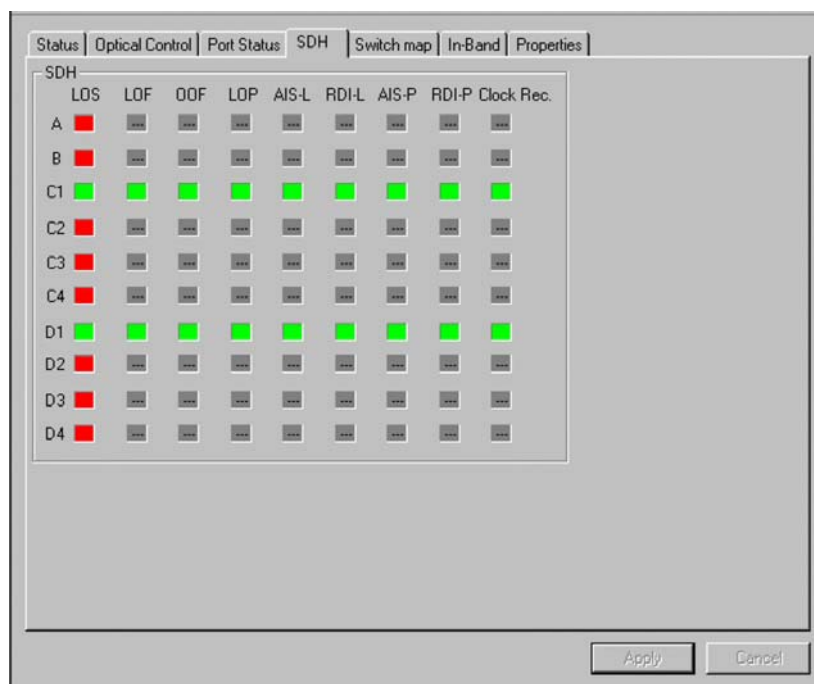 Status Optical Control Port Status SDH Switch map In-Band Properties
SDH
LOS LOF OOF LOP AIS-L RDI-L AIS-P RDI-P Clock Rec.
A --- --- --- --- --- --- --- ---
B --- --- --- --- --- --- --- ---
C1
C2 --- --- --- --- --- --- --- ---
C3 --- --- --- --- --- --- --- ---
C4 --- --- --- --- --- --- --- ---
D1
D2 --- --- --- --- --- --- --- ---
D3 --- --- --- --- --- --- --- ---
D4 --- --- --- --- --- --- --- ---
Apply Cancel